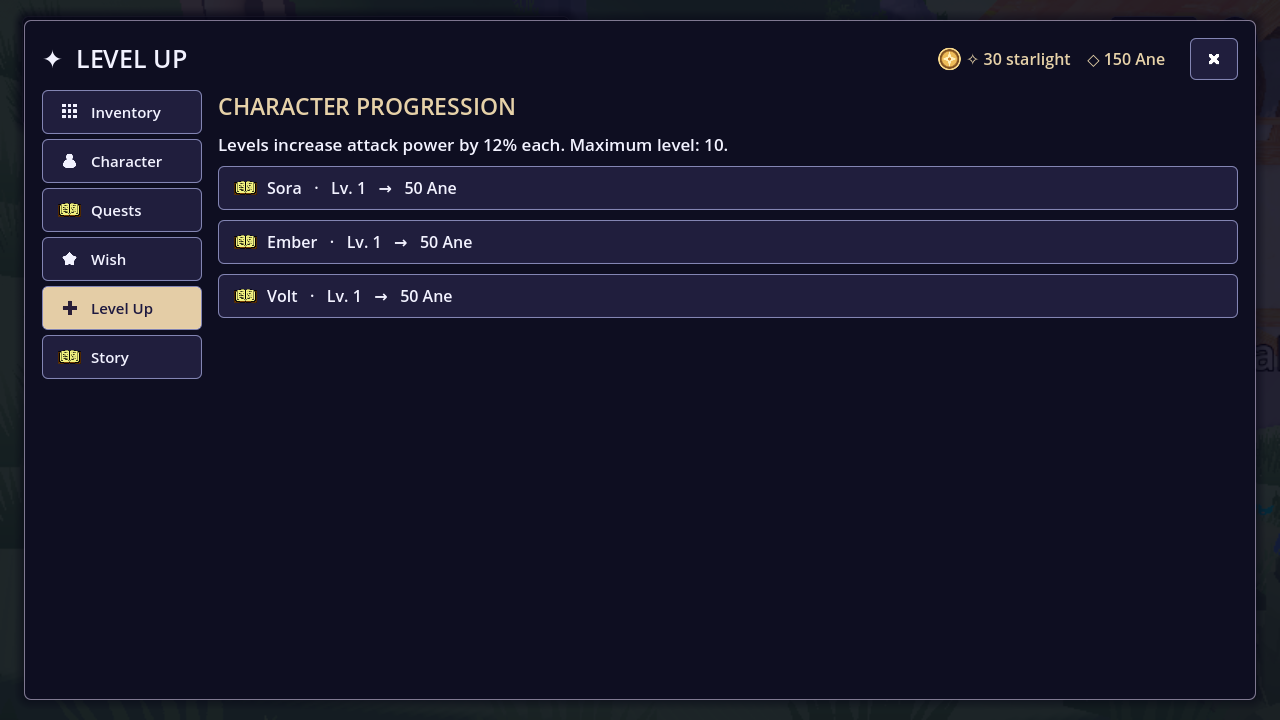 ✦ LEVEL UP
✧ 30 starlight ◇ 150 Ane
Inventory
Character
Quests
Wish
Level Up
Story
CHARACTER PROGRESSION
Levels increase attack power by 12% each. Maximum level: 10.
Sora · Lv. 1 → 50 Ane
Ember · Lv. 1 → 50 Ane
Volt · Lv. 1 → 50 Ane